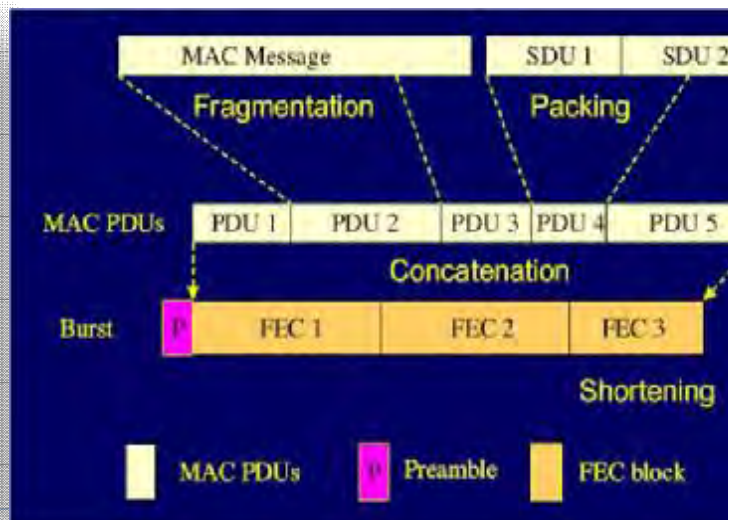 MAC Message SDU 1 SDU 2
Fragmentation Packing
MAC PDUs PDU 1 PDU 2 PDU 3 PDU 4 PDU 5
Concatenation
Burst P FEC 1 FEC 2 FEC 3
Shortening
MAC PDUs P Preamble FEC block